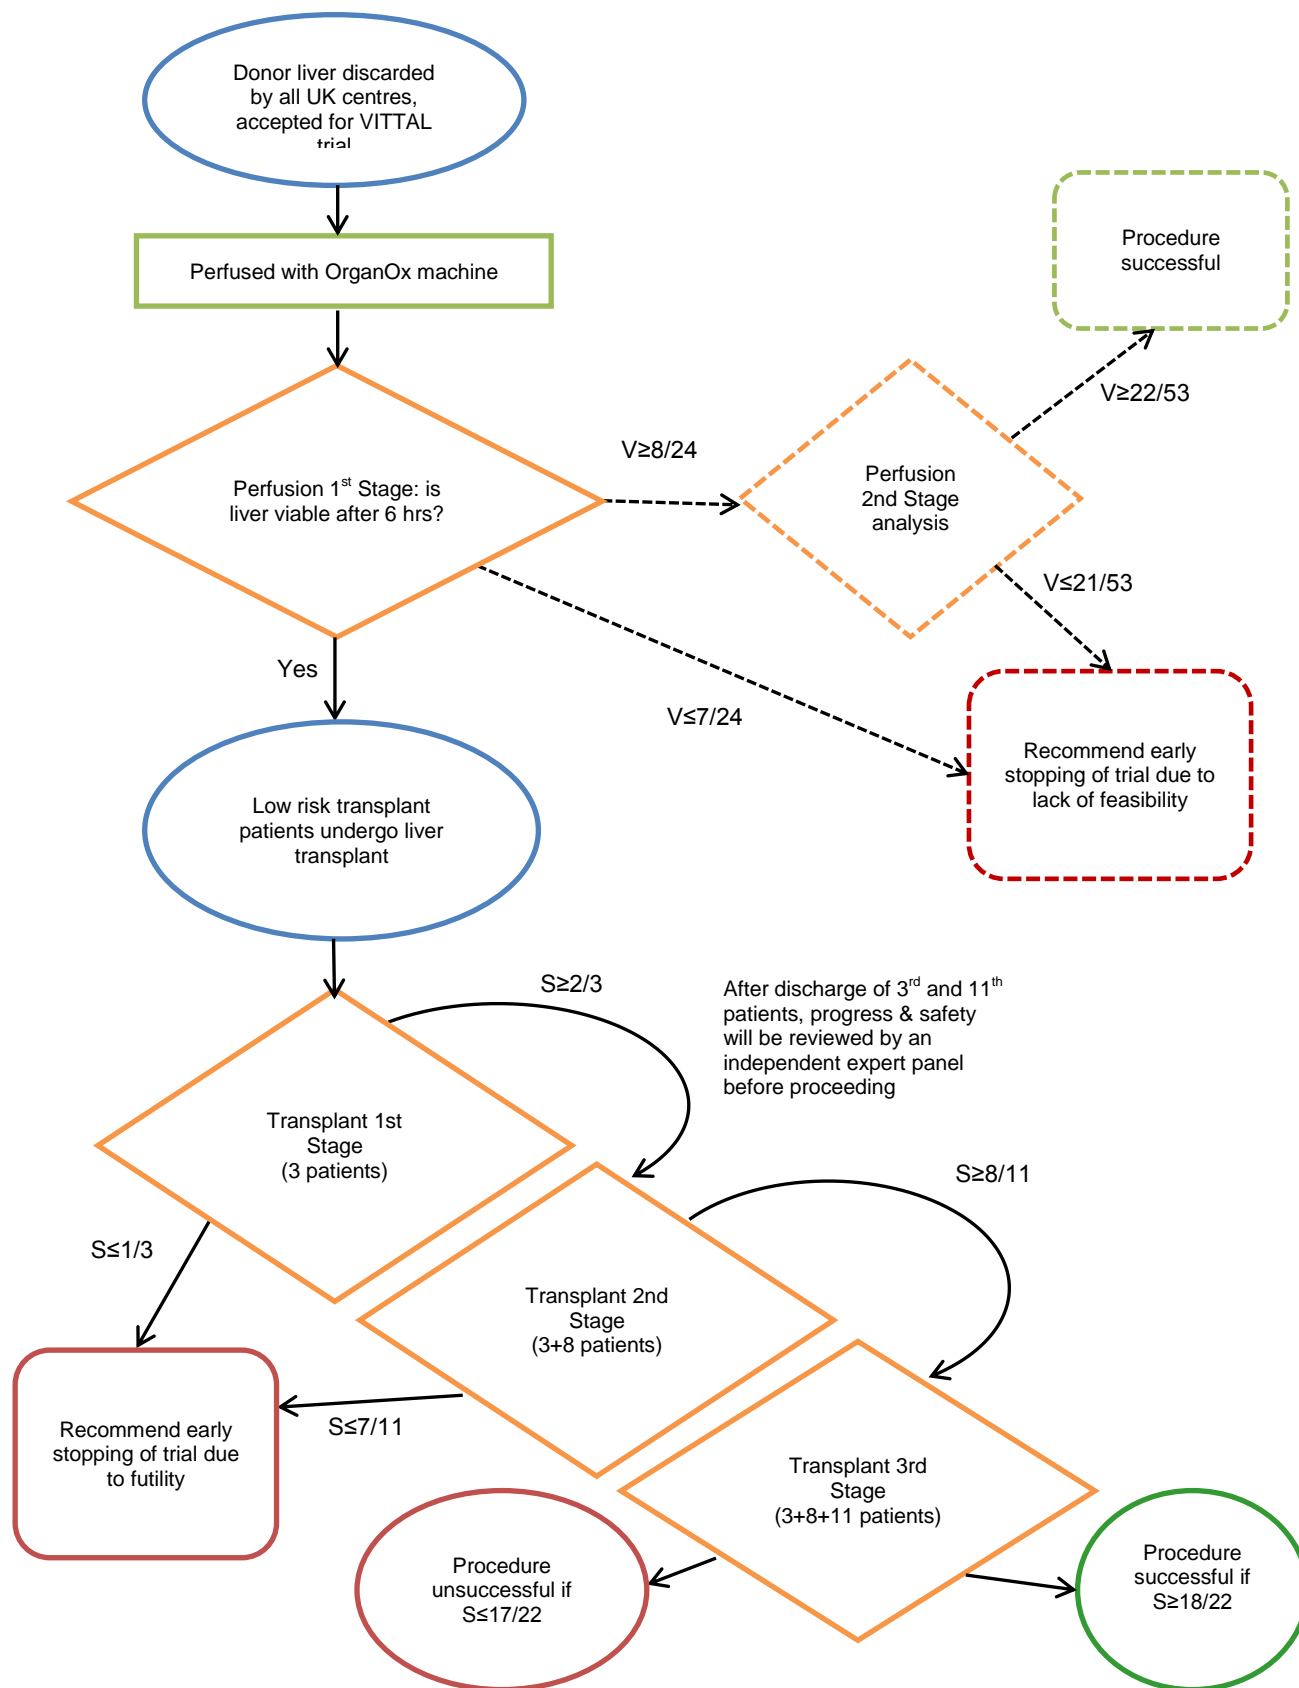 Donor liver discarded
by all UK centres,
accepted for VITTAL
trial
Perfused with OrganOx machine
Procedure
successful
V≥22/53
V≥8/24
Perfusion 1st Stage: is
liver viable after 6 hrs?
Perfusion
2nd Stage
analysis
V≤21/53
Yes
V≤7/24
Recommend early
stopping of trial due to
lack of feasibility
Low risk transplant
patients undergo liver
transplant
S≥2/3
After discharge of 3rd and 11th
patients, progress & safety
will be reviewed by an
independent expert panel
before proceeding
Transplant 1st
Stage
(3 patients)
S≥8/11
S≤1/3
Transplant 2nd
Stage
(3+8 patients)
S≤7/11
Recommend early
stopping of trial due
to futility
Transplant 3rd
Stage
(3+8+11 patients)
Procedure
unsuccessful if
S≤17/22
Procedure
successful if
S≥18/22